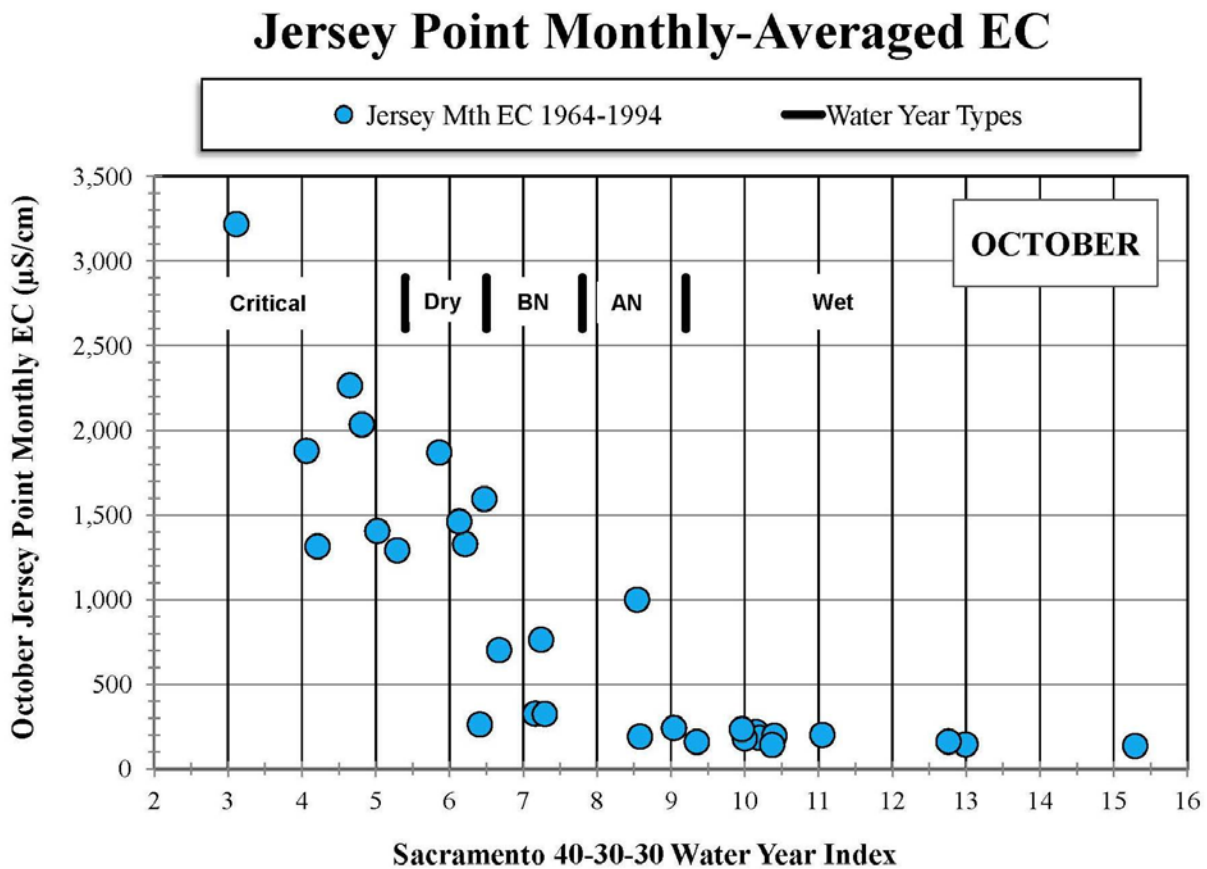 Jersey Point Monthly-Averaged EC
Jersey Mth EC 1964-1994 Water Year Types
October Jersey Point Monthly EC (µS/cm)
3,500
3,000
2,500
2,000
1,500
1,000
500
0
OCTOBER
Critical Dry BN AN Wet
2 3 4 5 6 7 8 9 10 11 12 13 14 15 16
Sacramento 40-30-30 Water Year Index